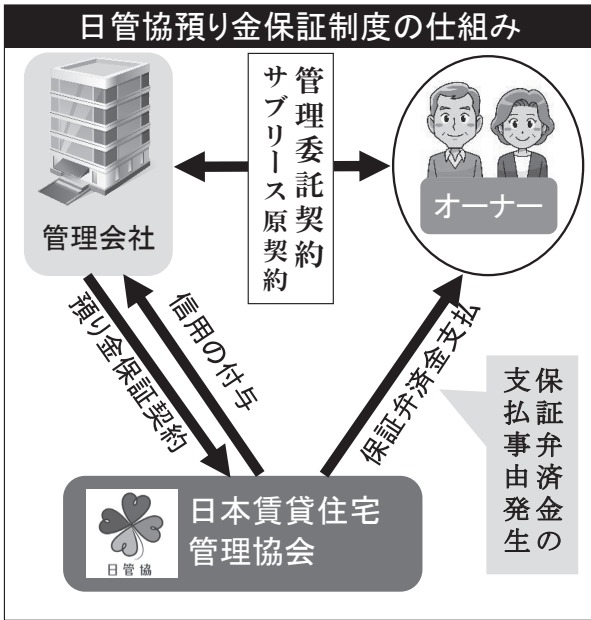 日管協預り金保証制度の仕組み
管理会社
管理委託契約
サブリース原契約
オーナー
預り金保証契約
信用の付与
保証弁済金支払
保証弁済金の
支払事由発生
日管協
日本賃貸住宅
管理協会